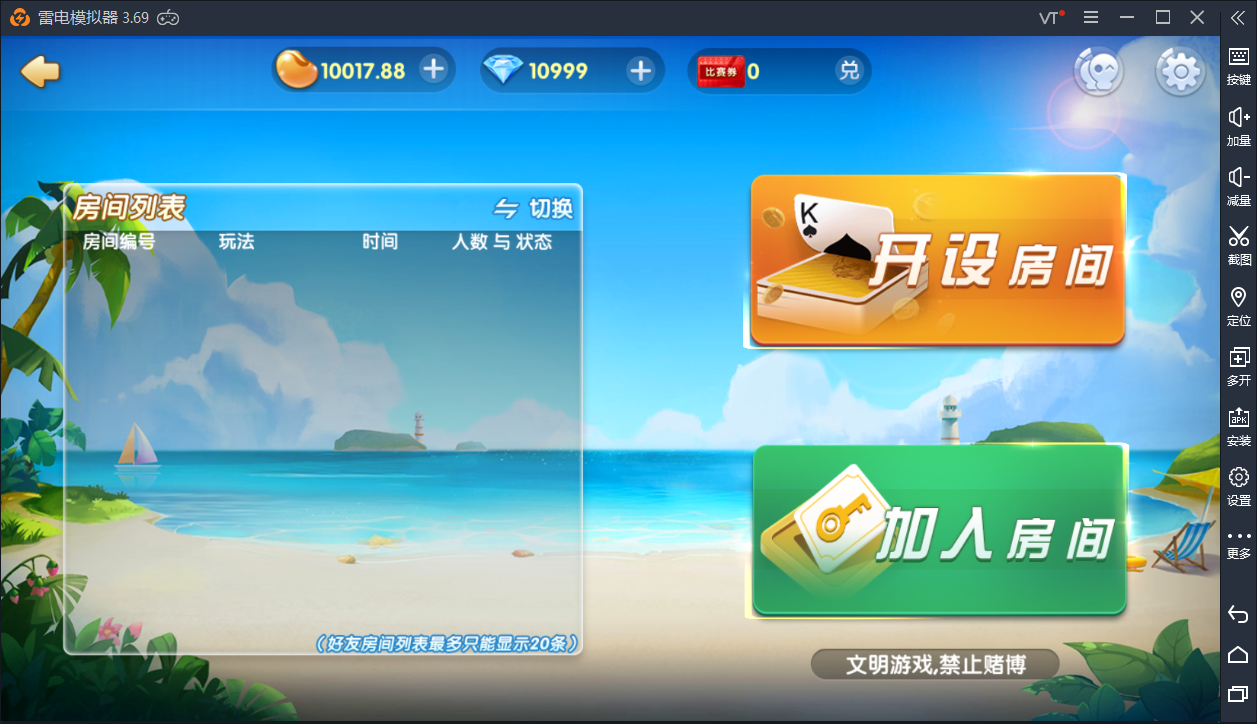 雷电模拟器 3.69
VT
10017.88
10999
比赛券 0
兑
房间列表
切换
房间编号 玩法 时间 人数 与 状态
(好友房间列表最多只能显示20条)
K
开设房间
加入房间
文明游戏,禁止赌博
按键
加量
减量
截图
定位
多开
APK
安装
设置
更多